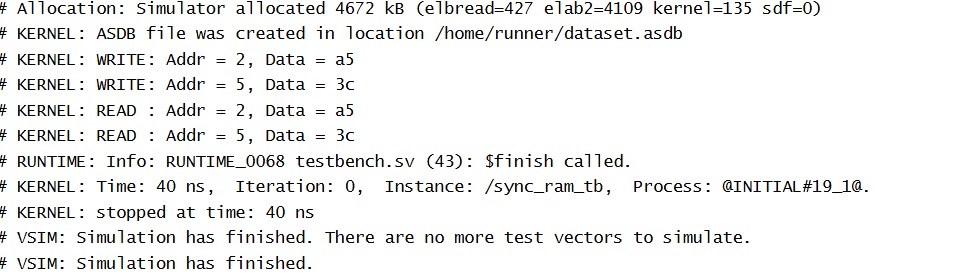 # Allocation: Simulator allocated 4672 kB (elbread=427 elab2=4109 kernel=135 sdf=0)
# KERNEL: ASDB file was created in location /home/runner/dataset.asdb
# KERNEL: WRITE: Addr = 2, Data = a5
# KERNEL: WRITE: Addr = 5, Data = 3c
# KERNEL: READ : Addr = 2, Data = a5
# KERNEL: READ : Addr = 5, Data = 3c
# RUNTIME: Info: RUNTIME_0068 testbench.sv (43): $finish called.
# KERNEL: Time: 40 ns,  Iteration: 0,  Instance: /sync_ram_tb,  Process: @INITIAL#19_1@.
# KERNEL: stopped at time: 40 ns
# VSIM: Simulation has finished. There are no more test vectors to simulate.
# VSIM: Simulation has finished.